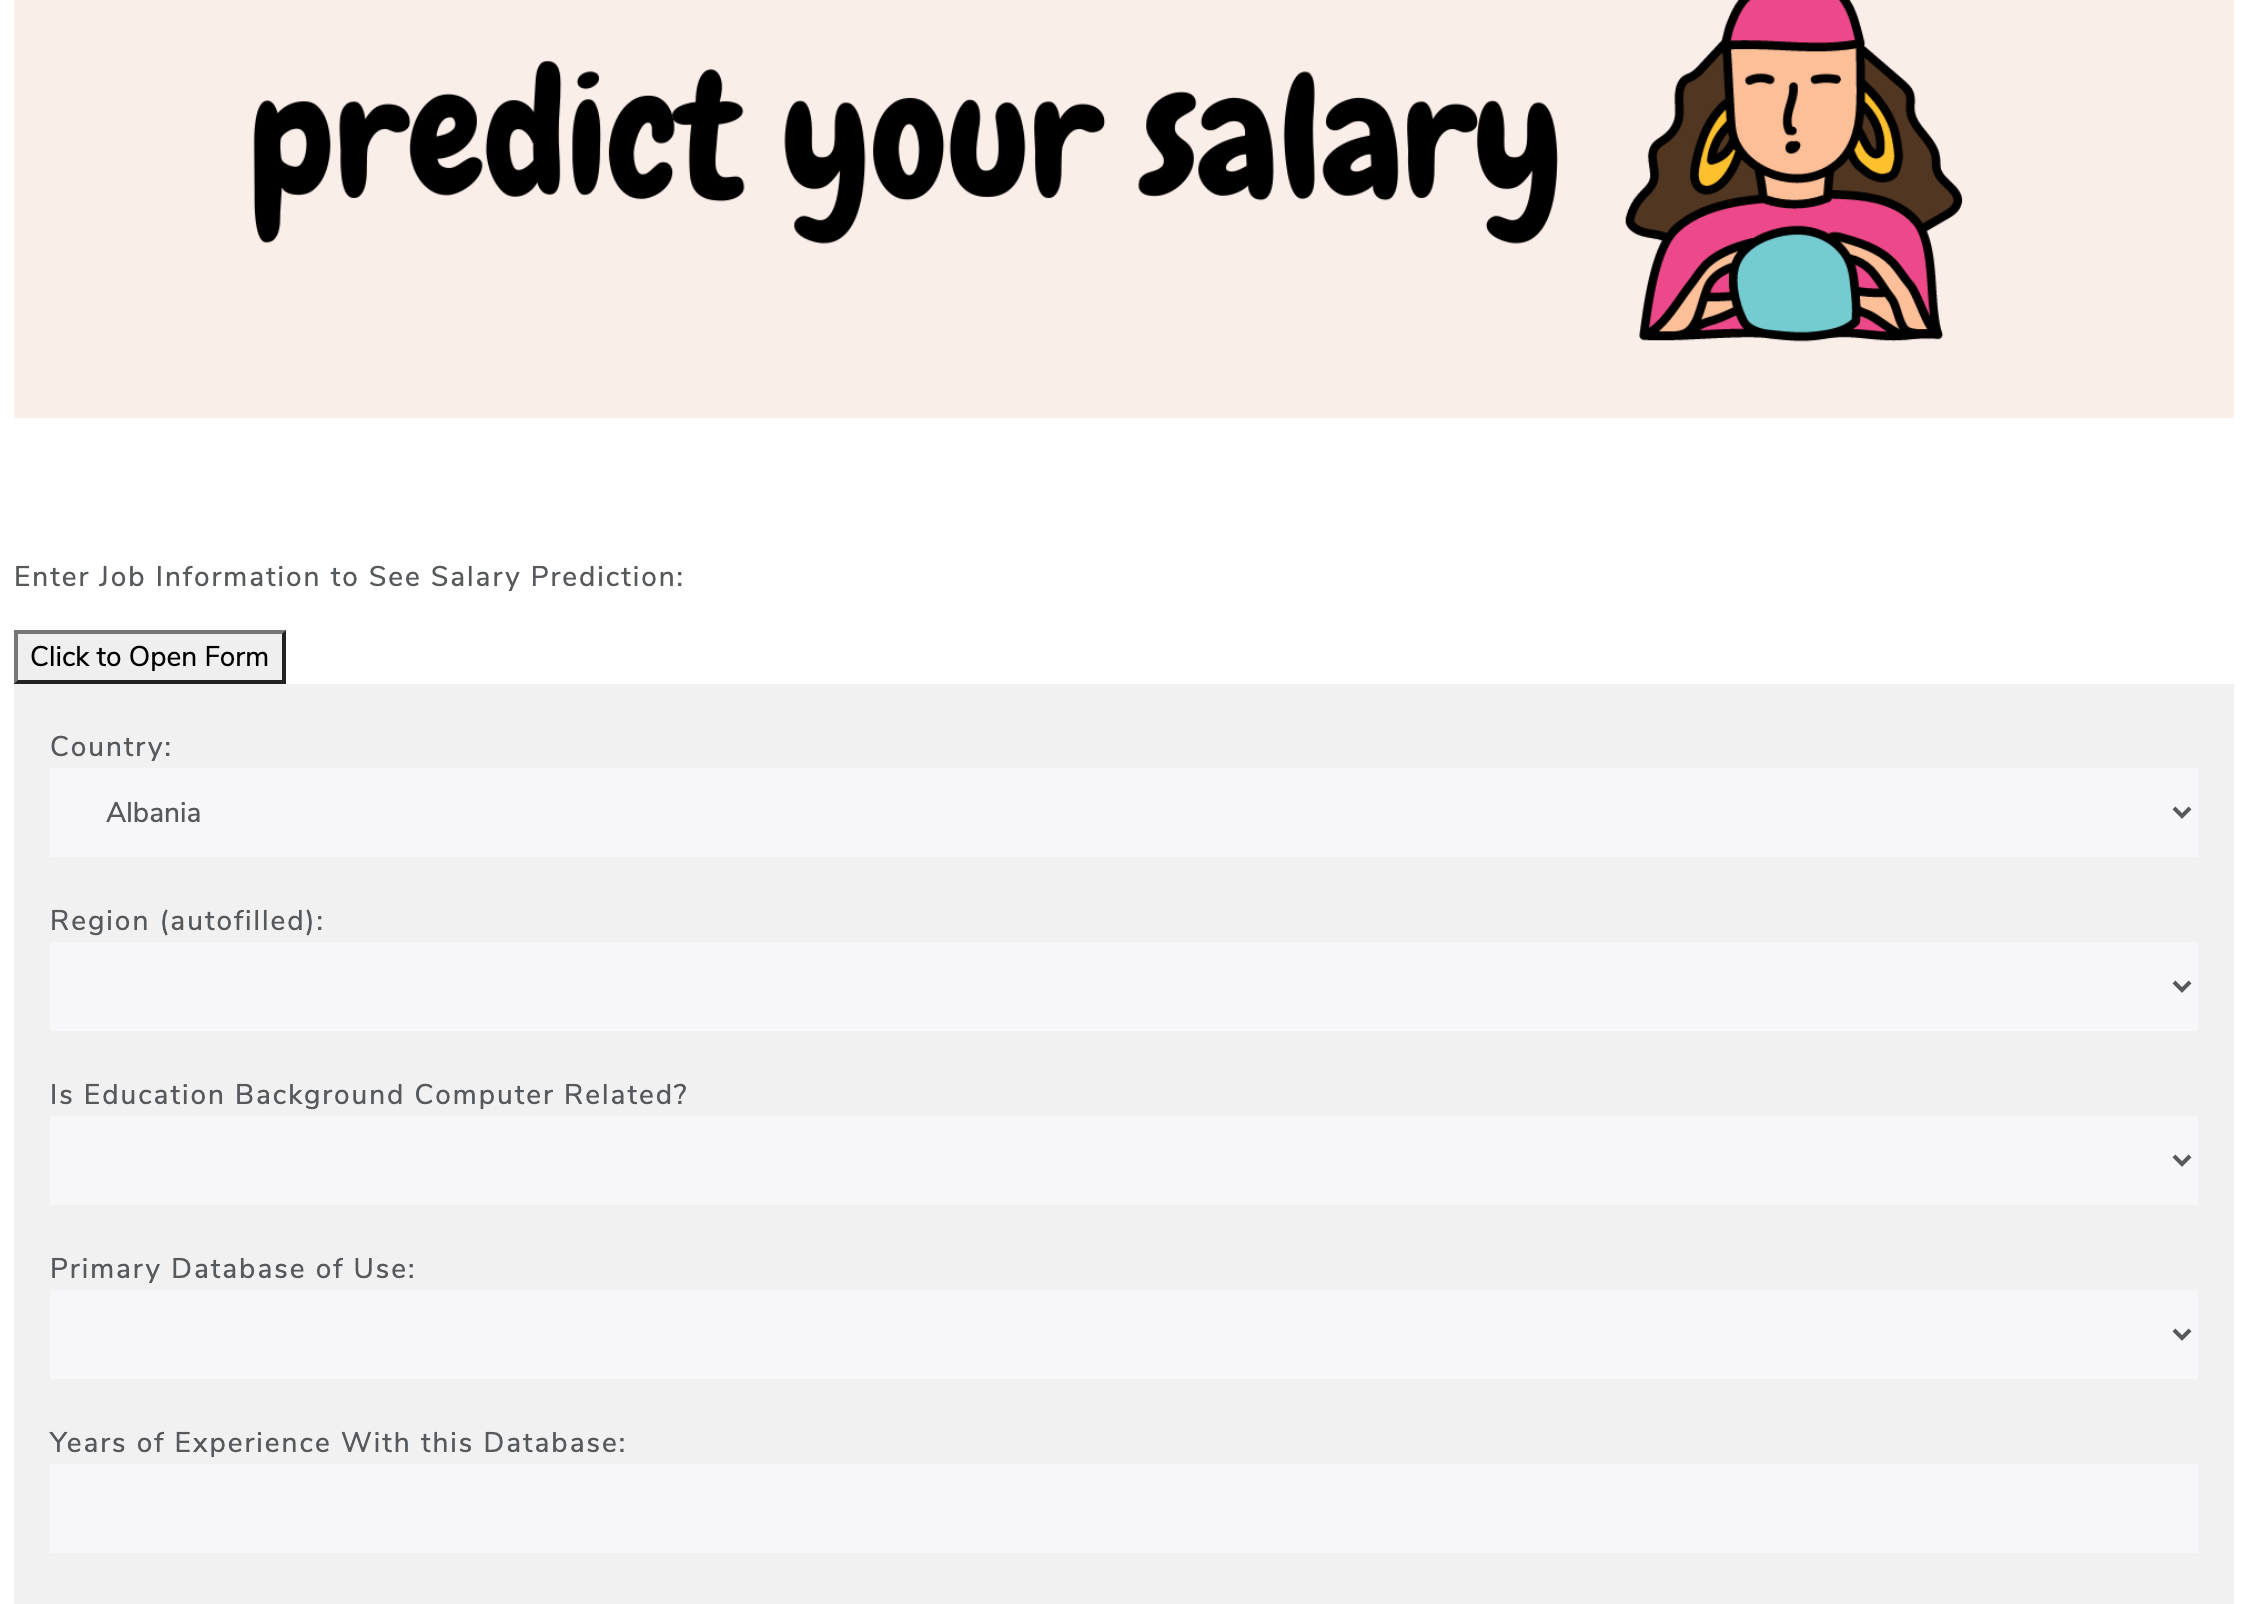 predict your salary
Enter Job Information to See Salary Prediction:
Click to Open Form
Country:
Albania
Region (autofilled):
Is Education Background Computer Related?
Primary Database of Use:
Years of Experience With this Database: